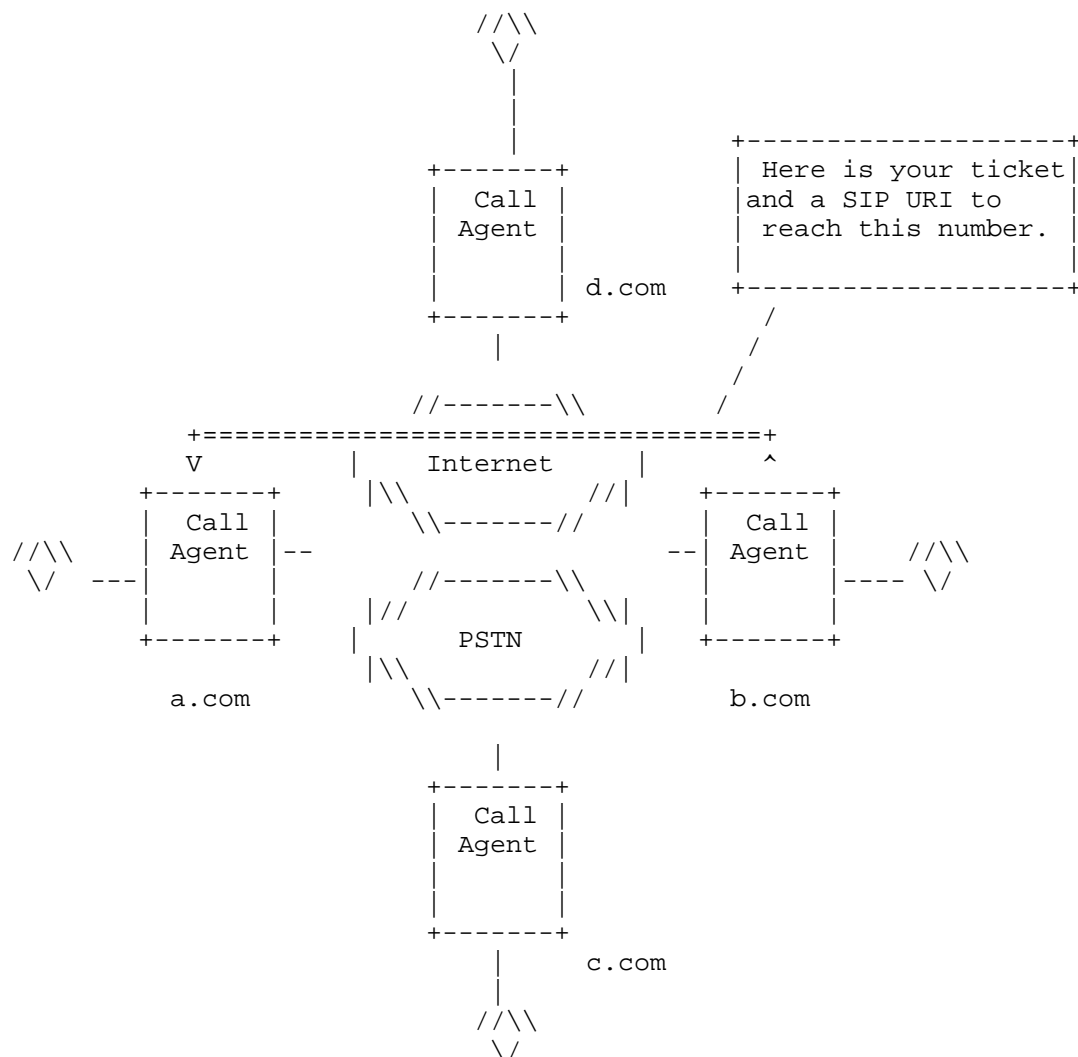 Call
Agent
d.com
Here is your ticket
and a SIP URI to
reach this number.
Internet
Call
Agent
a.com
Call
Agent
b.com
PSTN
Call
Agent
c.com